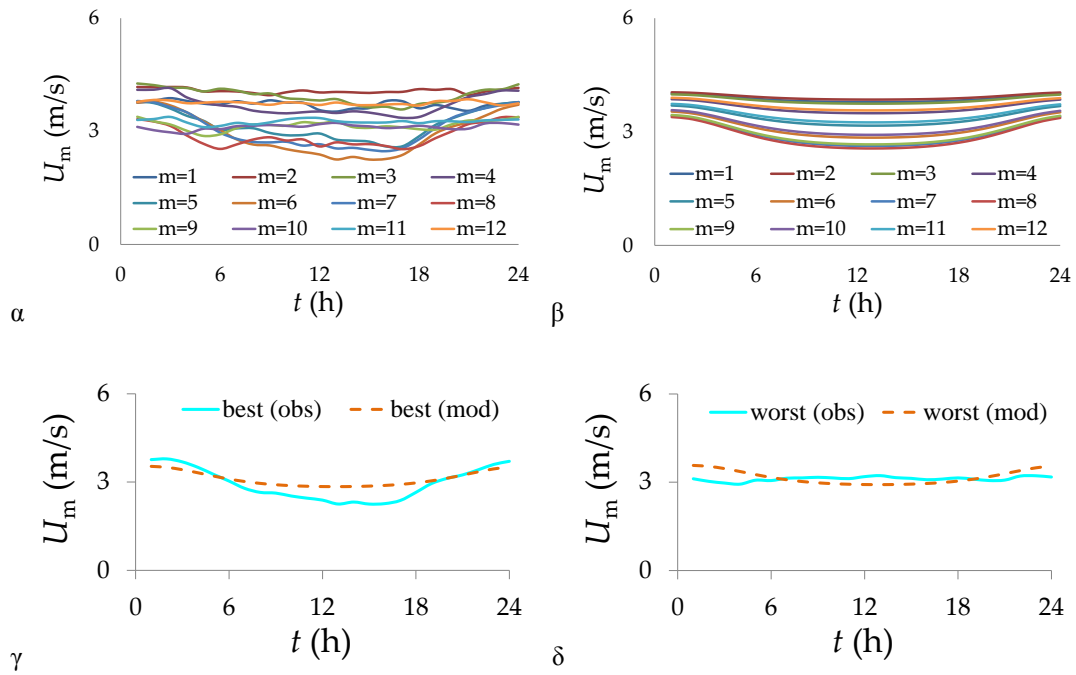 6
3
0
U_m (m/s)
m=1 m=2 m=3 m=4
m=5 m=6 m=7 m=8
m=9 m=10 m=11 m=12
0 6 12 18 24
t (h)
α
6
3
0
U_m (m/s)
m=1 m=2 m=3 m=4
m=5 m=6 m=7 m=8
m=9 m=10 m=11 m=12
0 6 12 18 24
t (h)
β
6
3
0
U_m (m/s)
best (obs) best (mod)
0 6 12 18 24
t (h)
γ
6
3
0
U_m (m/s)
worst (obs) worst (mod)
0 6 12 18 24
t (h)
δ